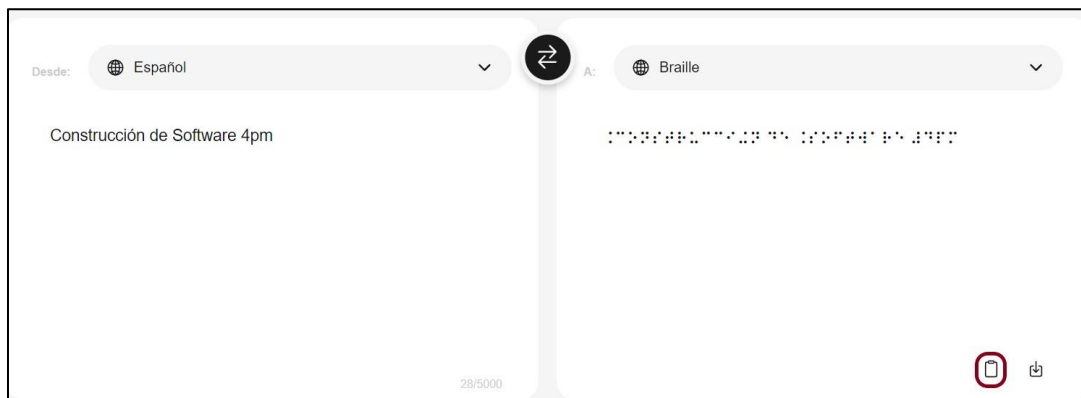 Desde:
Español
A:
Braille
Construcción de Software 4pm
⠨⠉⠕⠝⠎⠞⠗⠥⠉⠉⠊⠬⠝ ⠙⠑ ⠨⠎⠕⠋⠞⠺⠁⠗⠑ ⠼⠙⠏⠍
28/5000